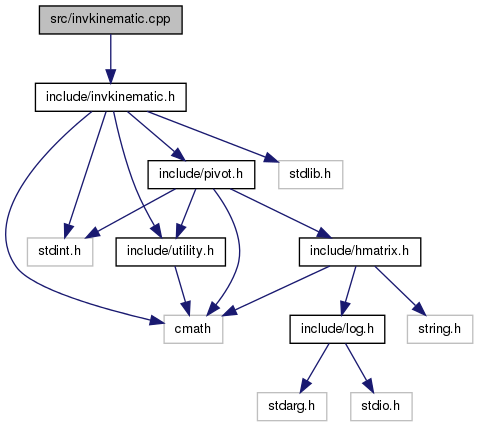 src/invkinematic.cpp
include/invkinematic.h
include/pivot.h
stdlib.h
stdint.h
include/utility.h
include/hmatrix.h
cmath
include/log.h
string.h
stdarg.h
stdio.h